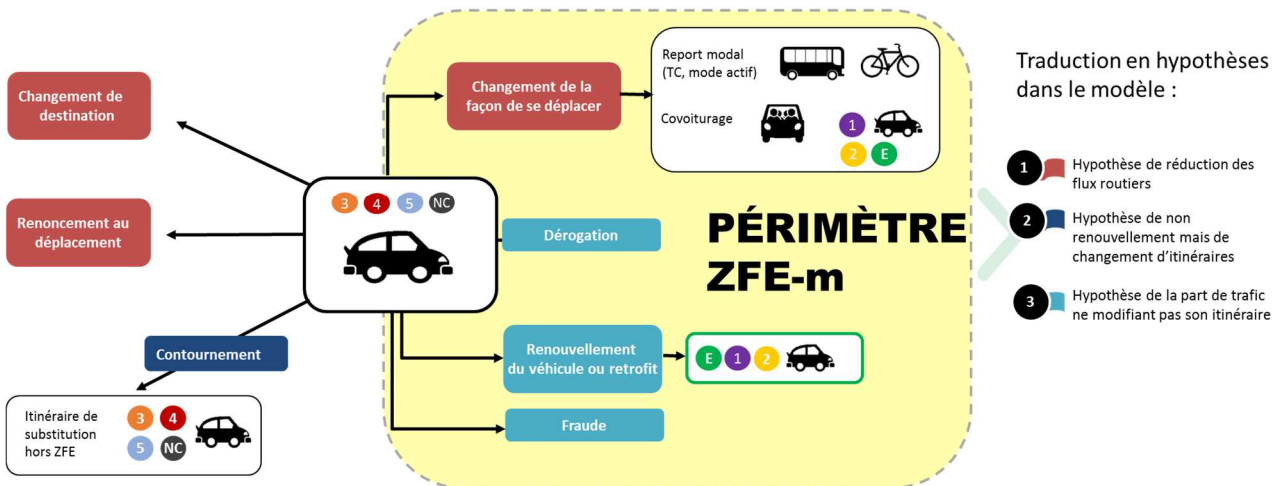 Changement de
destination
Renoncement au
déplacement
Contournement
Itinéraire de
substitution
hors ZFE
3 4
5 NC
3 4 5 NC
Changement de la
façon de se déplacer
Report modal
(TC, mode actif)
Covoiturage
1
2 E
Dérogation
PÉRIMÈTRE
ZFE-m
Renouvellement
du véhicule ou retrofit
E 1 2
Fraude
Traduction en hypothèses
dans le modèle :
1 Hypothèse de réduction des
flux routiers
2 Hypothèse de non
renouvellement mais de
changement d'itinéraires
3 Hypothèse de la part de trafic
ne modifiant pas son itinéraire